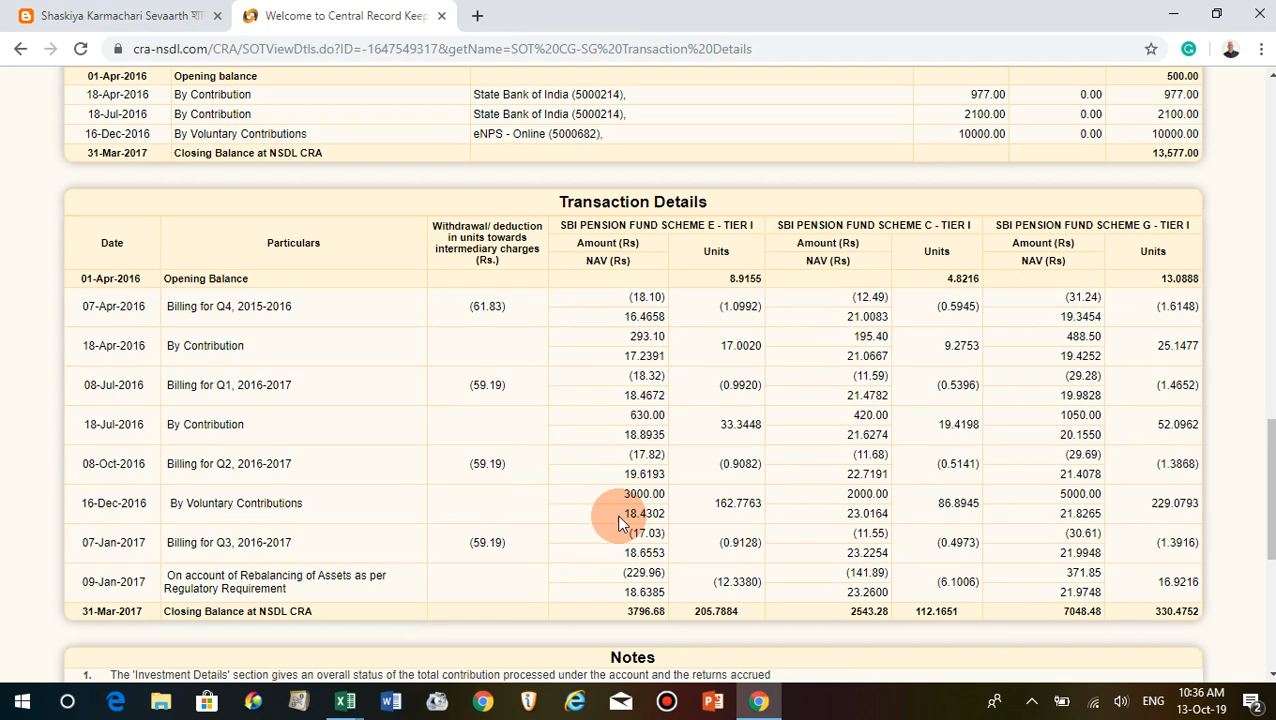 Shaskiya Karmachari Sevaarth
Welcome to Central Record Keep
cra-nsdl.com/CRA/SOTViewDtls.do?ID=-1647549317&getName=SOT%20CG-SG%20Transaction%20Details
01-Apr-2016 Opening balance 500.00
18-Apr-2016 By Contribution State Bank of India (5000214), 977.00 0.00 977.00
18-Jul-2016 By Contribution State Bank of India (5000214), 2100.00 0.00 2100.00
16-Dec-2016 By Voluntary Contributions eNPS - Online (5000682), 10000.00 0.00 10000.00
31-Mar-2017 Closing Balance at NSDL CRA 13,577.00
Transaction Details
Date Particulars Withdrawal/ deduction in units towards intermediary charges (Rs.) SBI PENSION FUND SCHEME E - TIER I SBI PENSION FUND SCHEME C - TIER I SBI PENSION FUND SCHEME G - TIER I
Amount (Rs) Units Amount (Rs) Units Amount (Rs) Units
NAV (Rs) NAV (Rs) NAV (Rs)
01-Apr-2016 Opening Balance 8.9155 4.8216 13.0888
07-Apr-2016 Billing for Q4, 2015-2016 (61.83) (18.10) (1.0992) (12.49) (0.5945) (31.24) (1.6148)
16.4658 21.0083 19.3454
18-Apr-2016 By Contribution 293.10 17.0020 195.40 9.2753 488.50 25.1477
17.2391 21.0667 19.4252
08-Jul-2016 Billing for Q1, 2016-2017 (59.19) (18.32) (0.9920) (11.59) (0.5396) (29.28) (1.4652)
18.4672 21.4782 19.9828
18-Jul-2016 By Contribution 630.00 33.3448 420.00 19.4198 1050.00 52.0962
18.8935 21.6274 20.1550
08-Oct-2016 Billing for Q2, 2016-2017 (59.19) (17.82) (0.9082) (11.68) (0.5141) (29.69) (1.3868)
19.6193 22.7191 21.4078
16-Dec-2016 By Voluntary Contributions 3000.00 162.7763 2000.00 86.8945 5000.00 229.0793
18.4302 23.0164 21.8265
07-Jan-2017 Billing for Q3, 2016-2017 (59.19) (17.03) (0.9128) (11.55) (0.4973) (30.61) (1.3916)
18.6553 23.2254 21.9948
09-Jan-2017 On account of Rebalancing of Assets as per Regulatory Requirement (229.96) (12.3380) (141.89) (6.1006) 371.85 16.9216
18.6385 23.2600 21.9748
31-Mar-2017 Closing Balance at NSDL CRA 3796.68 205.7884 2543.28 112.1651 7048.48 330.4752
Notes
1. The 'Investment Details' section gives an overall status of the total contribution processed under the account and the returns accrued
ENG
10:36 AM
13-Oct-19
2